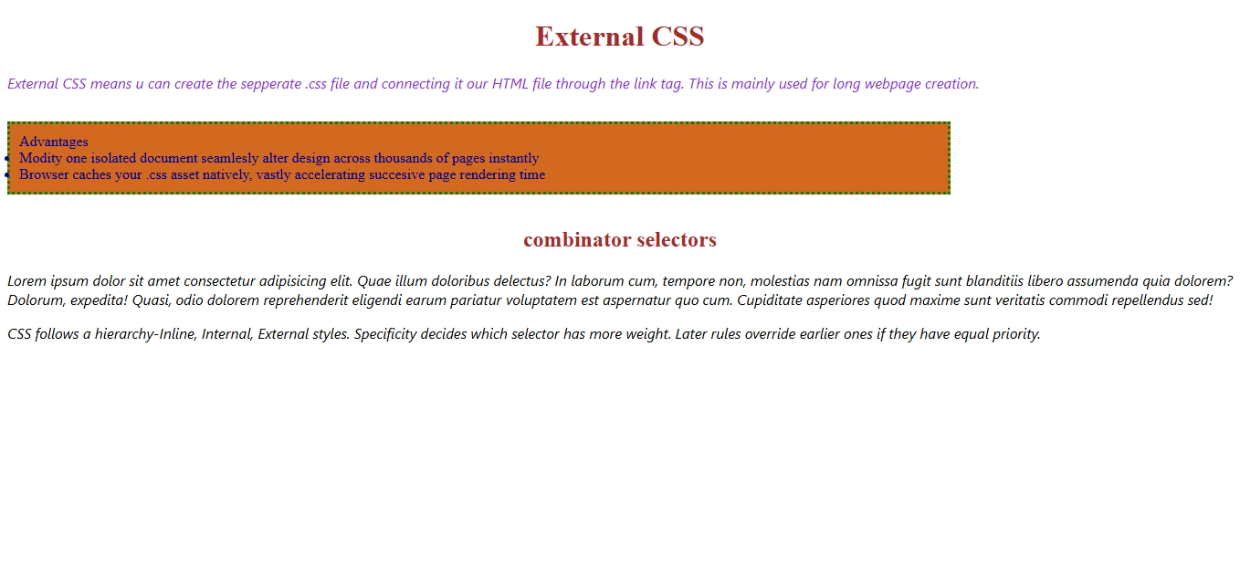 External CSS
External CSS means u can create the sepperate .css file and connecting it our HTML file through the link tag. This is mainly used for long webpage creation.
Advantages
Modity one isolated document seamlesly alter design across thousands of pages instantly
Browser caches your .css asset natively, vastly accelerating succesive page rendering time
combinator selectors
Lorem ipsum dolor sit amet consectetur adipisicing elit. Quae illum doloribus delectus? In laborum cum, tempore non, molestias nam omnissa fugit sunt blanditiis libero assumenda quia dolorem?
Dolorum, expedita! Quasi, odio dolorem reprehenderit eligendi earum pariatur voluptatem est aspernatur quo cum. Cupiditate asperiores quod maxime sunt veritatis commodi repellendus sed!
CSS follows a hierarchy-Inline, Internal, External styles. Specificity decides which selector has more weight. Later rules override earlier ones if they have equal priority.